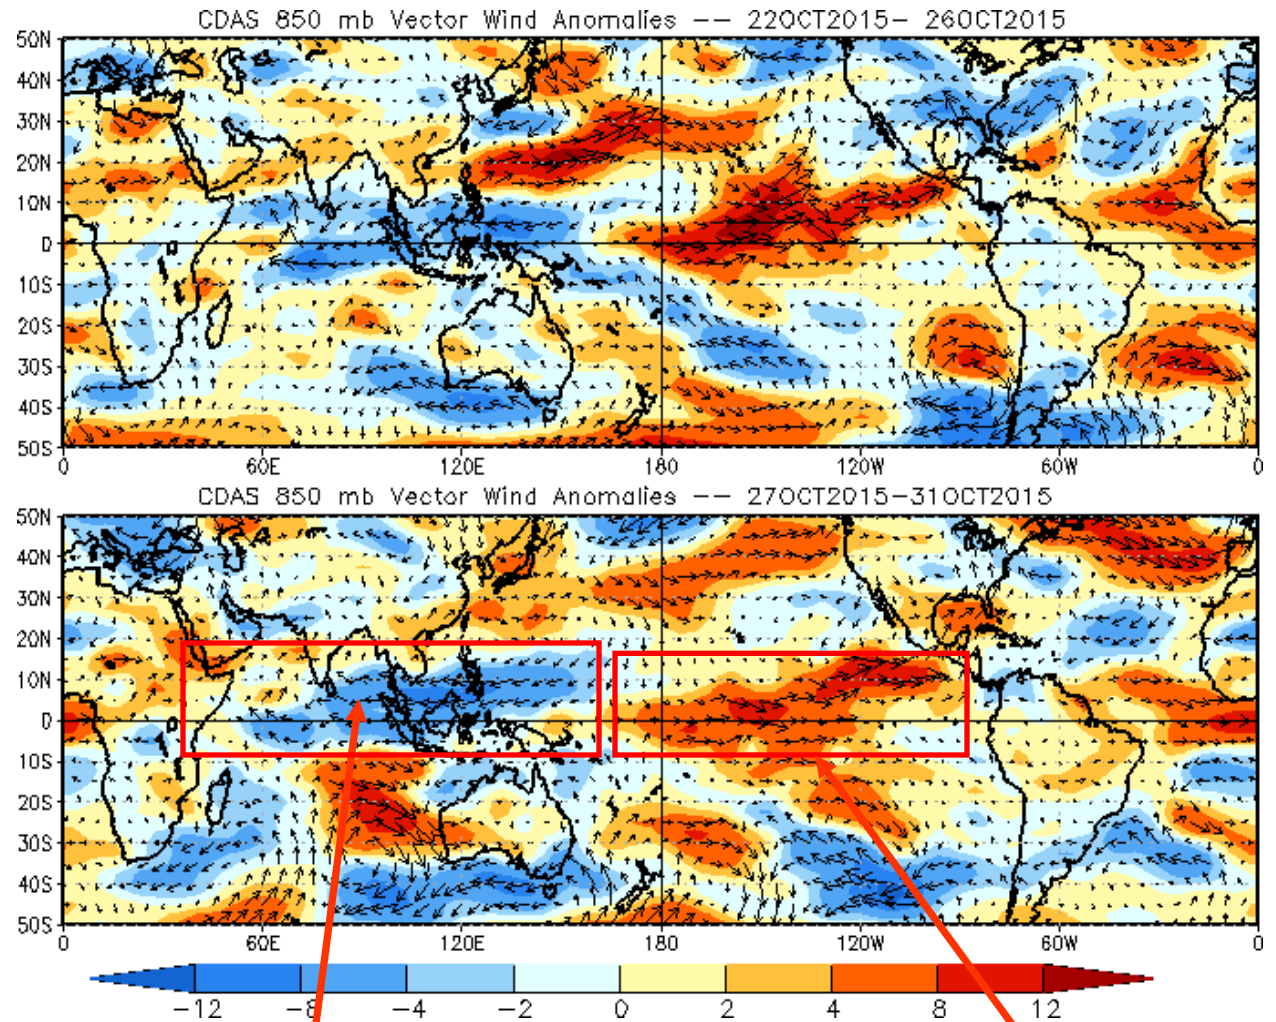 CDAS 850 mb Vector Wind Anomalies -- 22OCT2015- 26OCT2015
50N
40N
30N
20N
10N
0
10S
20S
30S
40S
50S
0 60E 120E 180 120W 60W 0
CDAS 850 mb Vector Wind Anomalies -- 27OCT2015-31OCT2015
50N
40N
30N
20N
10N
0
10S
20S
30S
40S
50S
0 60E 120E 180 120W 60W 0
-12 -8 -4 -2 0 2 4 8 12